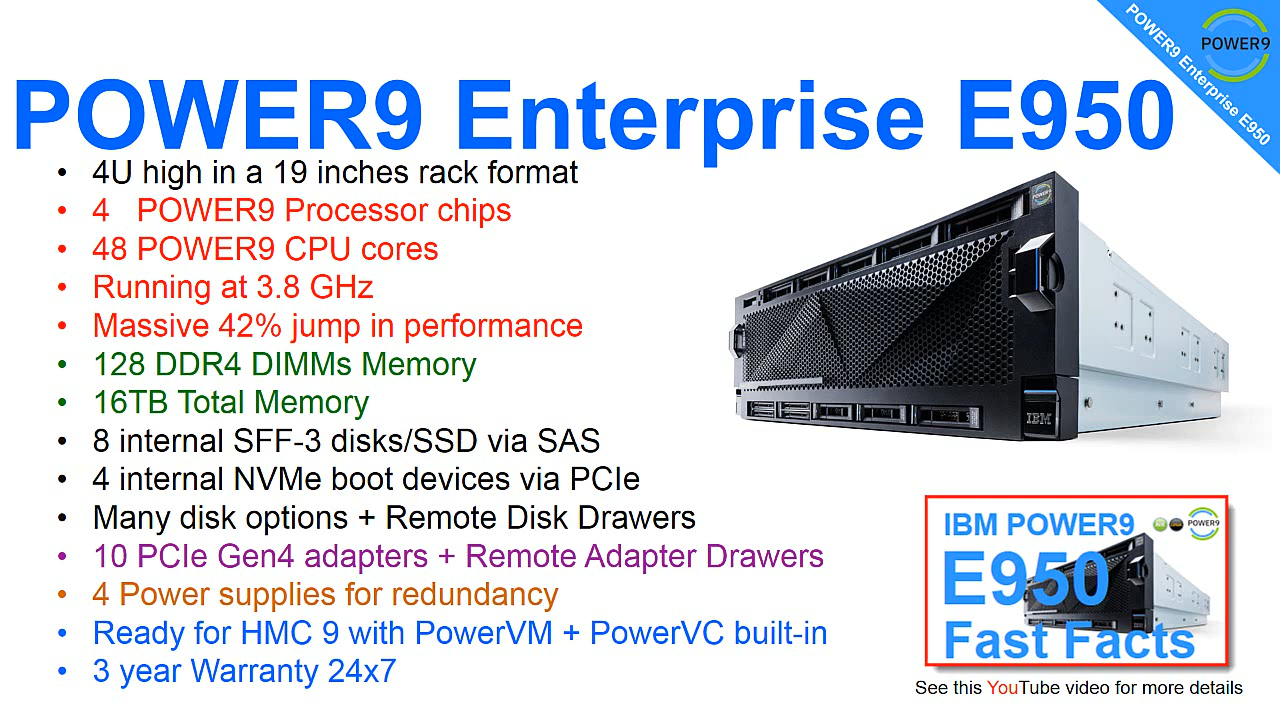 POWER9
POWER9 Enterprise E950
POWER9 Enterprise E950
• 4U high in a 19 inches rack format
• 4 POWER9 Processor chips
• 48 POWER9 CPU cores
• Running at 3.8 GHz
• Massive 42% jump in performance
• 128 DDR4 DIMMs Memory
• 16TB Total Memory
• 8 internal SFF-3 disks/SSD via SAS
• 4 internal NVMe boot devices via PCIe
• Many disk options + Remote Disk Drawers
• 10 PCIe Gen4 adapters + Remote Adapter Drawers
• 4 Power supplies for redundancy
• Ready for HMC 9 with PowerVM + PowerVC built-in
• 3 year Warranty 24x7
POWER9
IBM
IBM POWER9
POWER9
E950
Fast Facts
See this YouTube video for more details